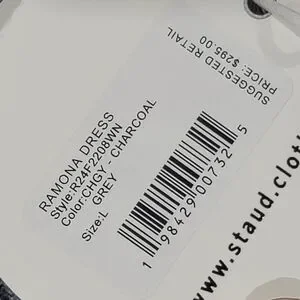 RAMONA DRESS
Style:R24F2208WN
Color:CHGY - CHARCOAL
GREY
Size:L
1 98429 00732 5
SUGGESTED RETAIL
PRICE: $295.00
www.staud.clot